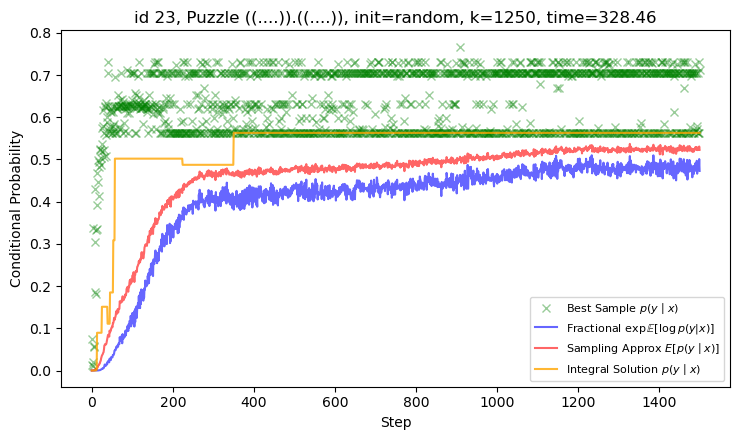 id 23, Puzzle ((....)).((....)), init=random, k=1250, time=328.46
Conditional Probability
0.8
0.7
0.6
0.5
0.4
0.3
0.2
0.1
0.0
Best Sample p(y | x)
Fractional exp 𝔼[log p(y|x)]
Sampling Approx E[p(y | x)]
Integral Solution p(y | x)
0 200 400 600 800 1000 1200 1400
Step